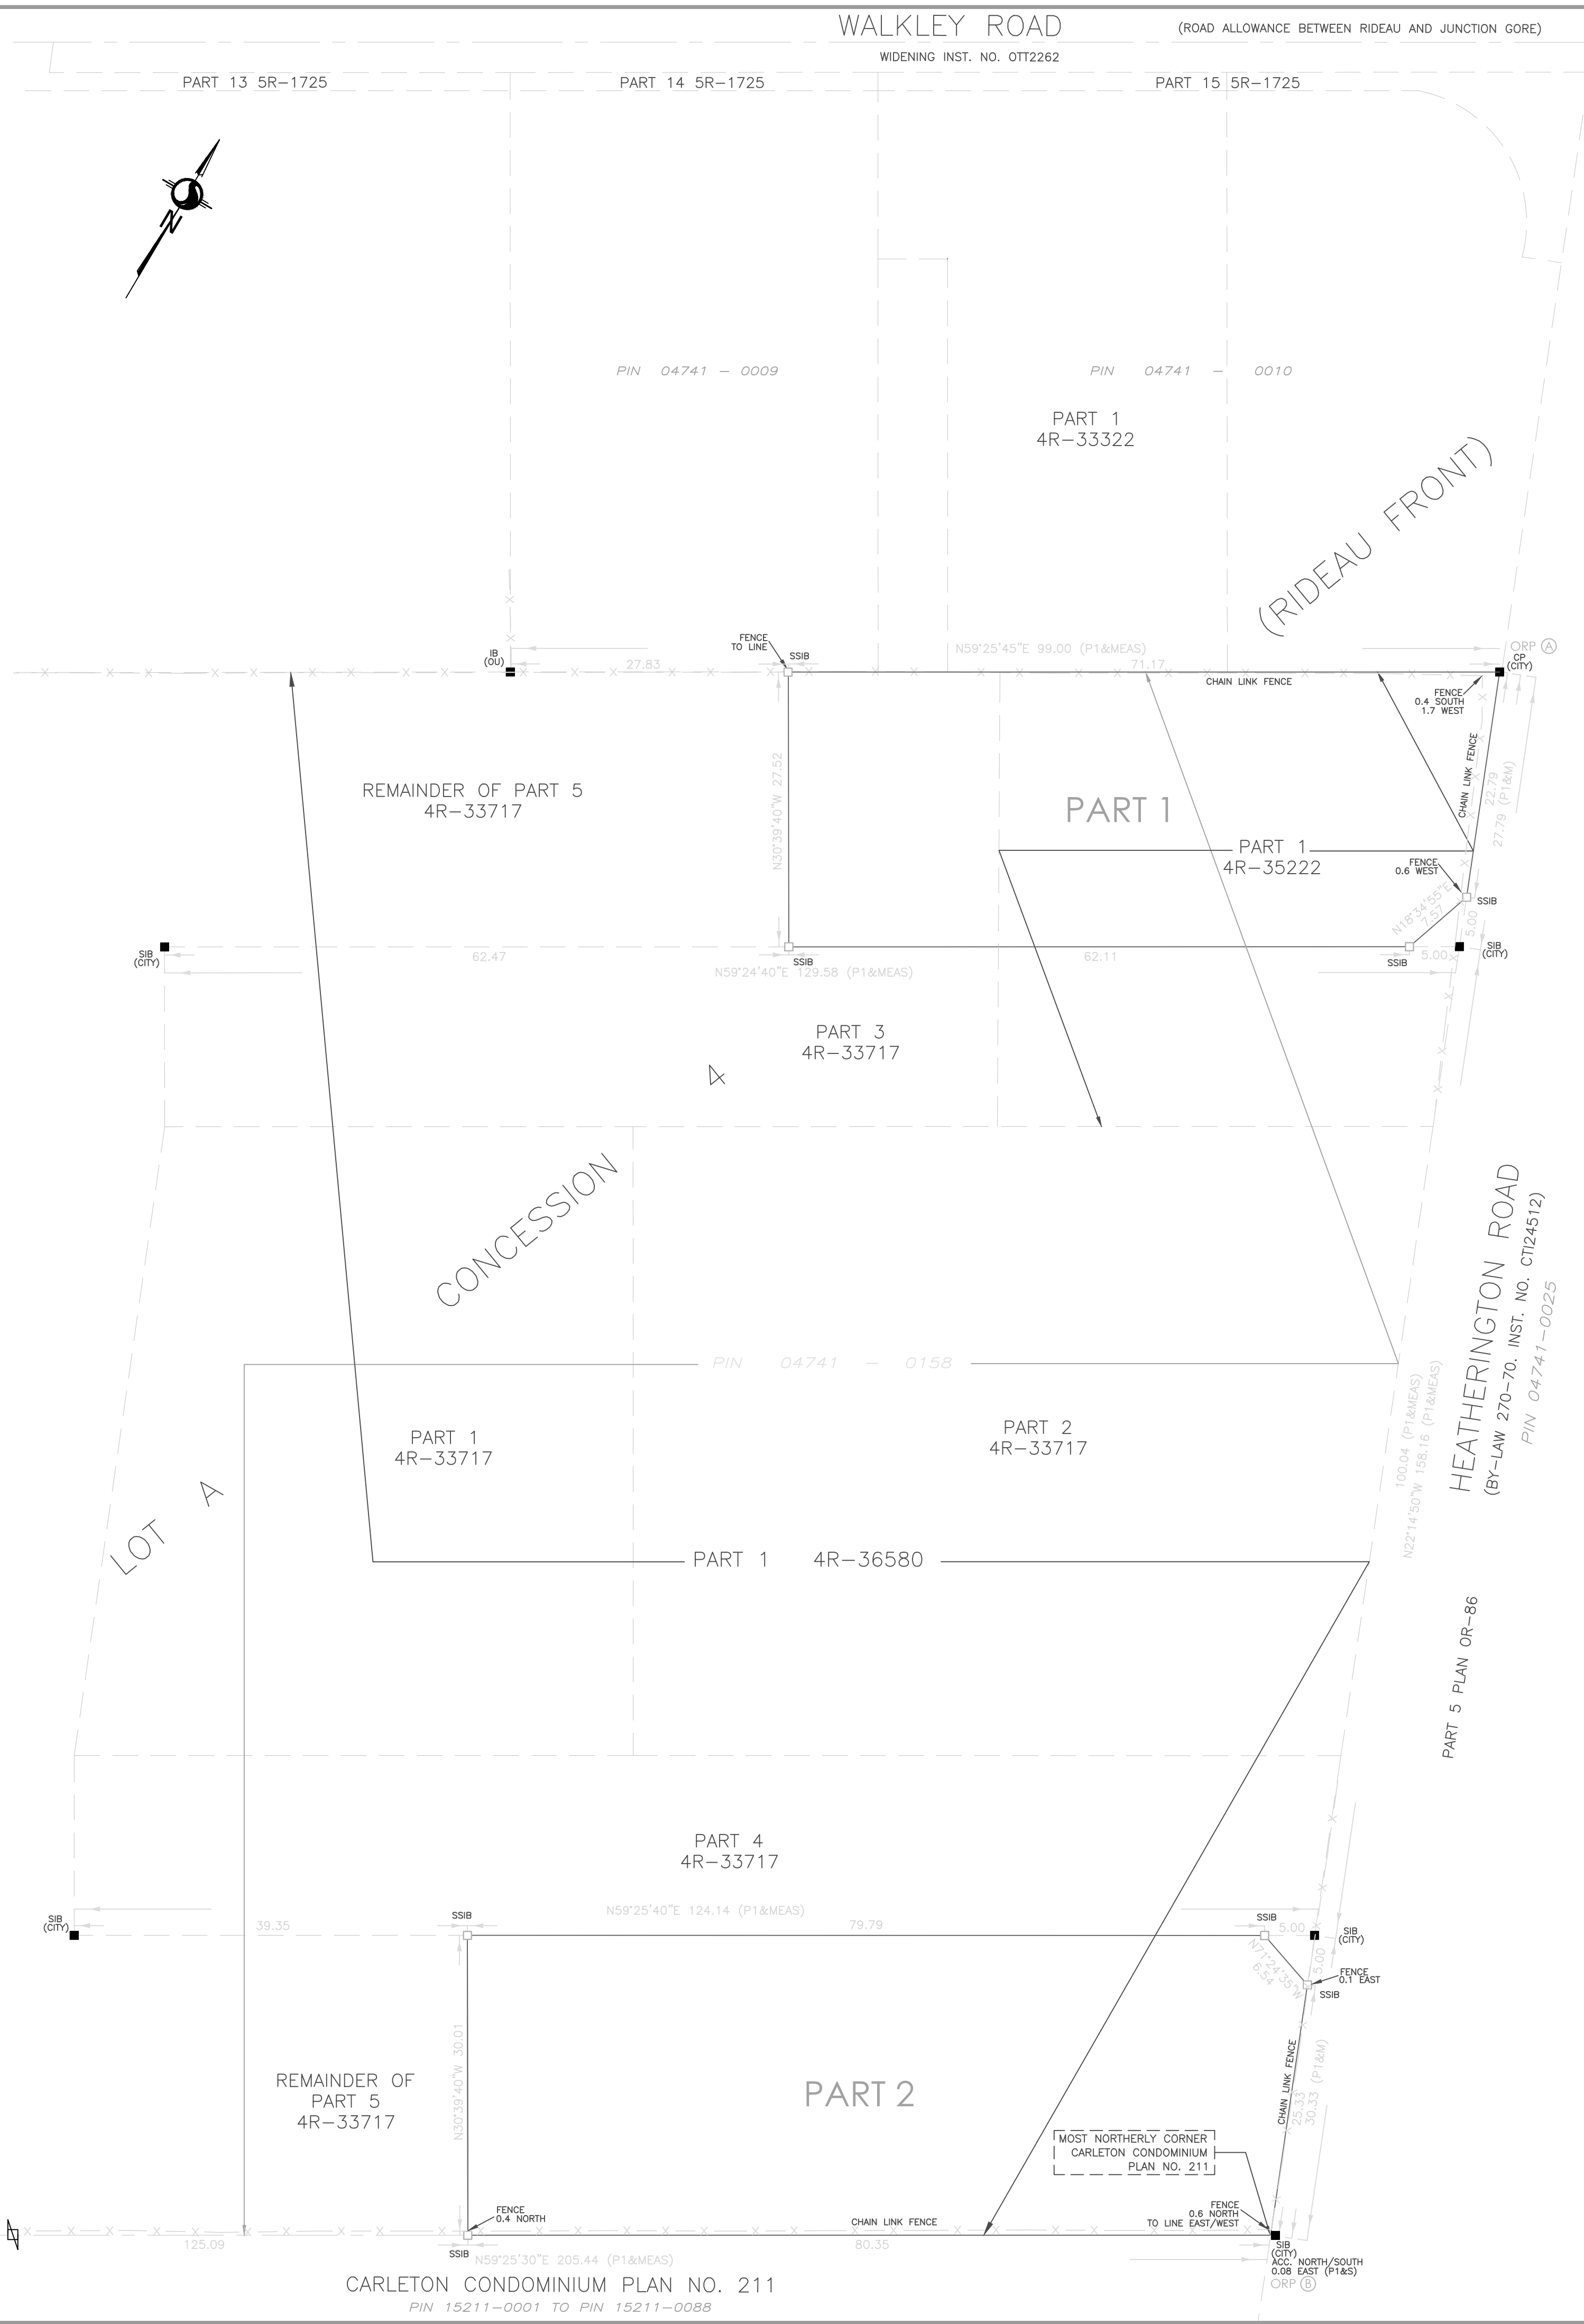 WALKLEY ROAD
(ROAD ALLOWANCE BETWEEN RIDEAU AND JUNCTION GORE)
WIDENING INST. NO. OTT2262
PART 13 5R-1725
PART 14 5R-1725
PART 15 5R-1725
N
PIN 04741 - 0009
PIN 04741 - 0010
PART 1
4R-33322
(RIDEAU FRONT)
FENCE
TO LINE
SSIB
IB
(OU)
27.83
N59°25'45"E 99.00 (P1&MEAS)
71.17
ORP A
CP
(CITY)
CHAIN LINK FENCE
FENCE
0.4 SOUTH
1.7 WEST
CHAIN LINK FENCE
22.79
27.79 (P1&M)
REMAINDER OF PART 5
4R-33717
N30°39'40"W 27.52
PART 1
PART 1
4R-35222
FENCE
0.6 WEST
SSIB
N18°34'55"E
7.57
5.00
SIB
(CITY)
62.47
SSIB
62.11
SSIB
5.00
SIB
(CITY)
N59°24'40"E 129.58 (P1&MEAS)
PART 3
4R-33717
4
CONCESSION
HEATHERINGTON ROAD
(BY-LAW 270-70. INST. NO. CT124512)
PIN 04741-0025
PIN 04741 - 0158
100.04 (P1&MEAS)
N22°14'50"W 158.16 (P1&MEAS)
PART 1
4R-33717
PART 2
4R-33717
LOT A
PART 1 4R-36580
PART 5 PLAN OR-86
PART 4
4R-33717
SIB
(CITY)
39.35
SSIB
N59°25'40"E 124.14 (P1&MEAS)
79.79
SSIB
5.00
SIB
(CITY)
N71°24'35"W
6.54
5.00
FENCE
0.1 EAST
SSIB
N30°39'40"W 30.01
REMAINDER OF
PART 5
4R-33717
PART 2
CHAIN LINK FENCE
25.33
30.33 (P1&M)
MOST NORTHERLY CORNER
CARLETON CONDOMINIUM
PLAN NO. 211
FENCE
0.4 NORTH
CHAIN LINK FENCE
FENCE
0.6 NORTH
TO LINE EAST/WEST
125.09
SSIB
N59°25'30"E 205.44 (P1&MEAS)
80.35
SIB
(CITY)
ACC. NORTH/SOUTH
0.08 EAST (P1&S)
ORP B
CARLETON CONDOMINIUM PLAN NO. 211
PIN 15211-0001 TO PIN 15211-0088